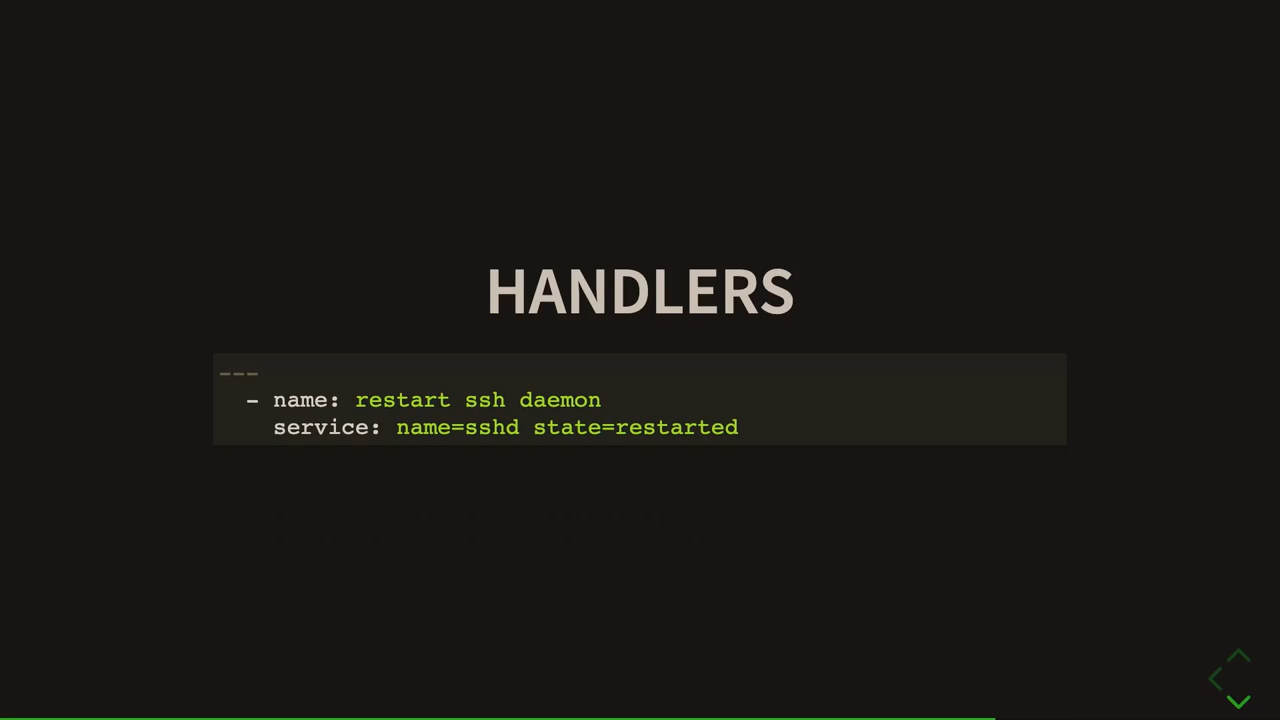 HANDLERS
---
- name: restart ssh daemon
service: name=sshd state=restarted